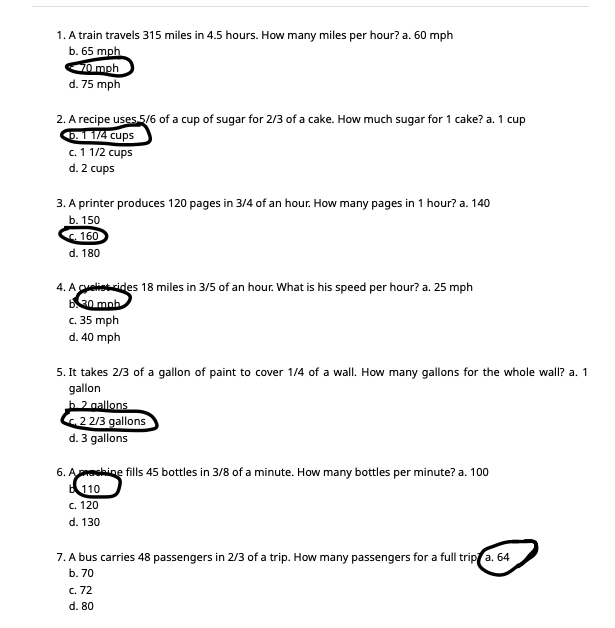 1. A train travels 315 miles in 4.5 hours. How many miles per hour? a. 60 mph
b. 65 mph
c. 70 mph
d. 75 mph
2. A recipe uses 5/6 of a cup of sugar for 2/3 of a cake. How much sugar for 1 cake? a. 1 cup
b. 1 1/4 cups
c. 1 1/2 cups
d. 2 cups
3. A printer produces 120 pages in 3/4 of an hour. How many pages in 1 hour? a. 140
b. 150
c. 160
d. 180
4. A cyclist rides 18 miles in 3/5 of an hour. What is his speed per hour? a. 25 mph
b. 30 mph
c. 35 mph
d. 40 mph
5. It takes 2/3 of a gallon of paint to cover 1/4 of a wall. How many gallons for the whole wall? a. 1
gallon
b. 2 gallons
c. 2 2/3 gallons
d. 3 gallons
6. A machine fills 45 bottles in 3/8 of a minute. How many bottles per minute? a. 100
b. 110
c. 120
d. 130
7. A bus carries 48 passengers in 2/3 of a trip. How many passengers for a full trip? a. 64
b. 70
c. 72
d. 80